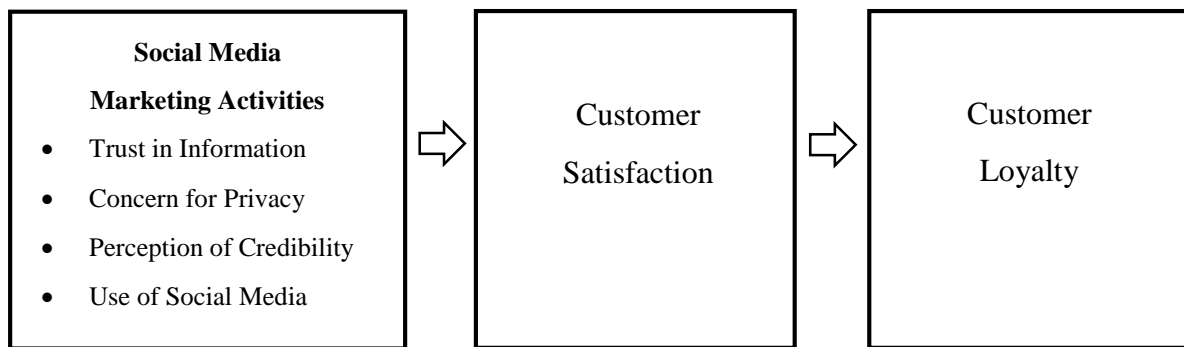 Social Media
Marketing Activities
• Trust in Information
• Concern for Privacy
• Perception of Credibility
• Use of Social Media
Customer
Satisfaction
Customer
Loyalty